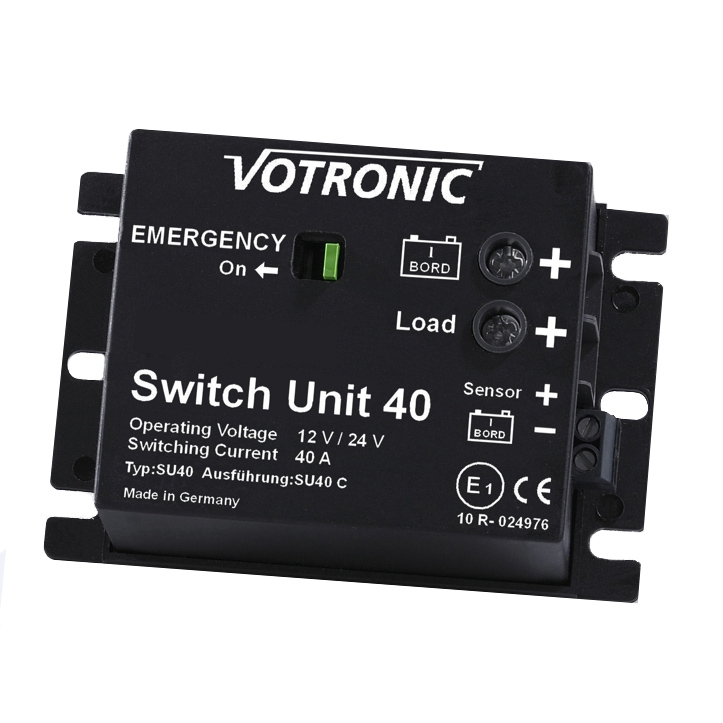 VOTRONIC
EMERGENCY
On ←
I
BORD
+
Load +
Switch Unit 40
Operating Voltage 12 V / 24 V
Switching Current 40 A
Typ:SU40 Ausführung:SU40 C
Made in Germany
Sensor +
I
BORD
−
E1 CE
10 R- 024976